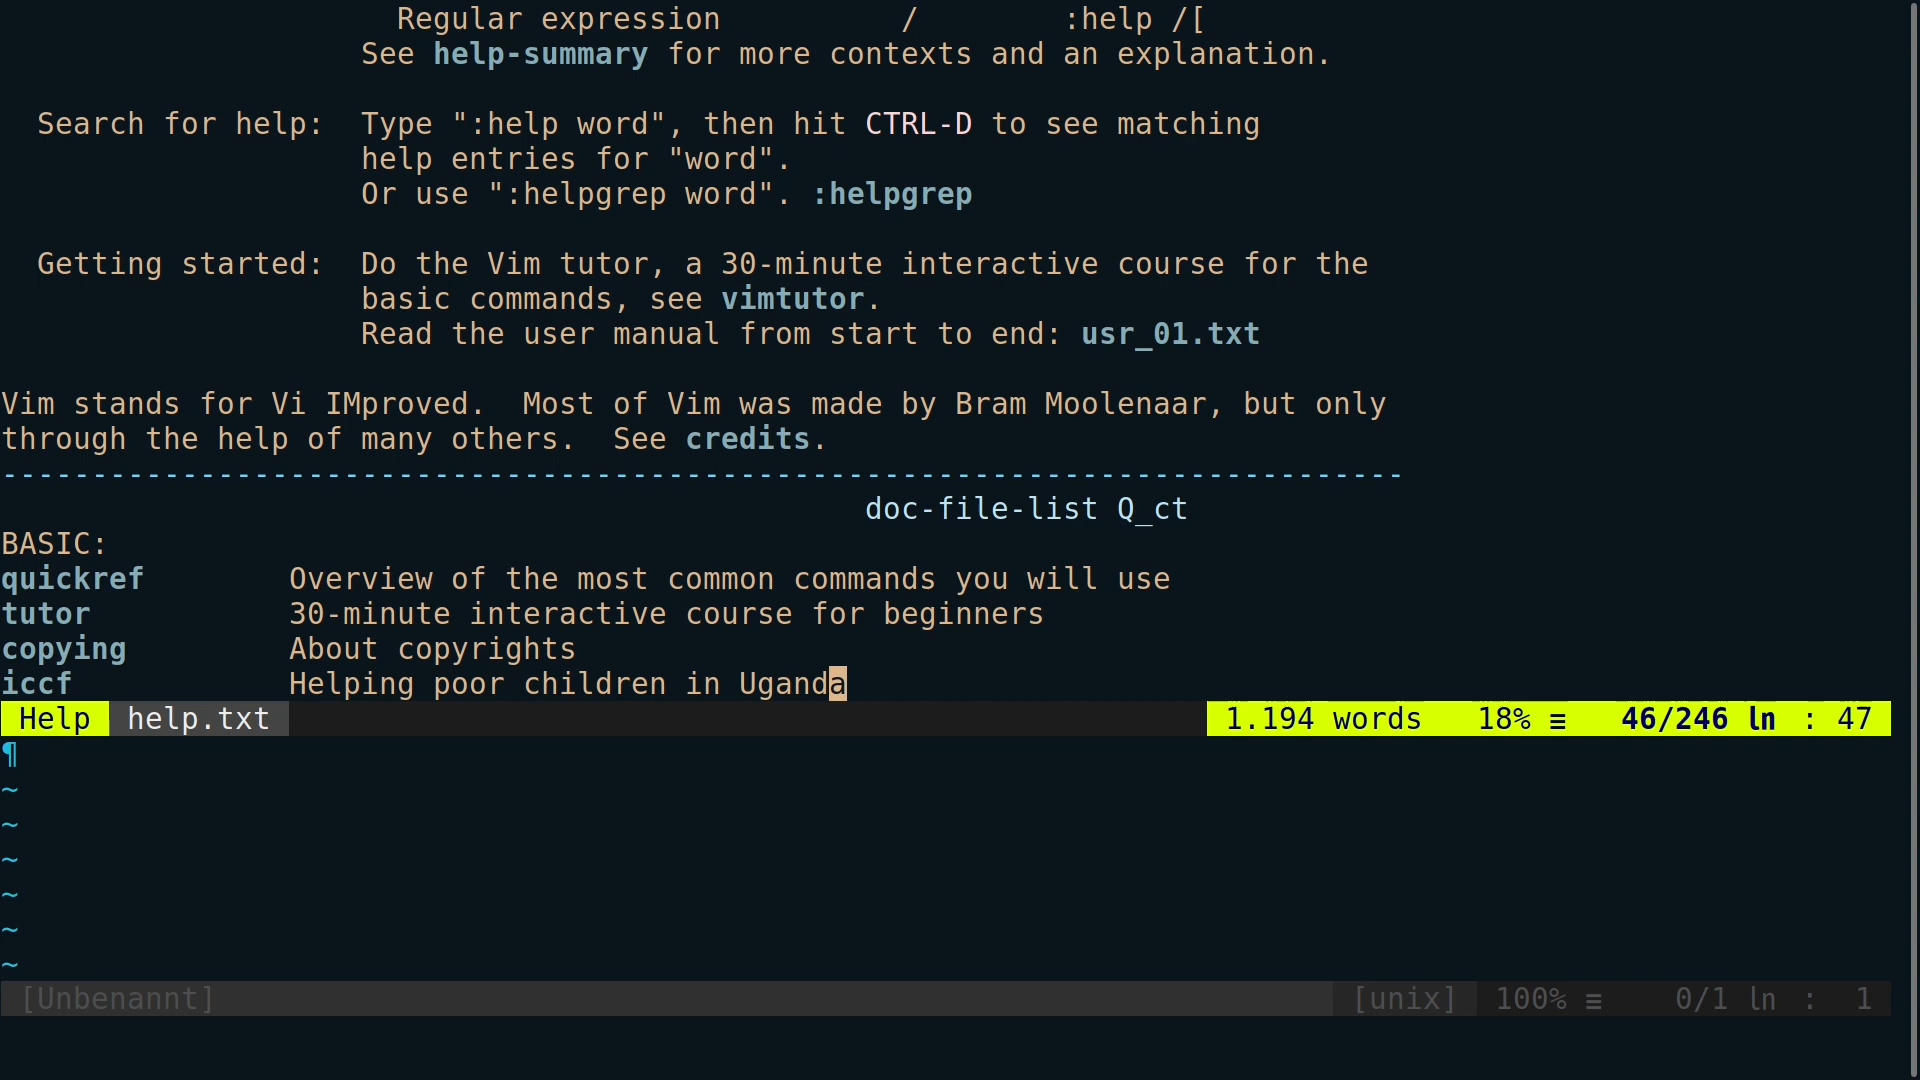 Regular expression          /        :help /[
See help-summary for more contexts and an explanation.
Search for help:  Type ":help word", then hit CTRL-D to see matching
help entries for "word".
Or use ":helpgrep word". :helpgrep
Getting started:  Do the Vim tutor, a 30-minute interactive course for the
basic commands, see vimtutor.
Read the user manual from start to end: usr_01.txt
Vim stands for Vi IMproved.  Most of Vim was made by Bram Moolenaar, but only
through the help of many others.  See credits.
------------------------------------------------------------------------------
doc-file-list Q_ct
BASIC:
quickref        Overview of the most common commands you will use
tutor           30-minute interactive course for beginners
copying         About copyrights
iccf            Helping poor children in Uganda
Help  help.txt  1.194 words   18% ≡   46/246 ㏑ : 47
¶
~
~
~
~
~
~
[Unbenannt]  [unix]  100% ≡    0/1 ㏑ :  1